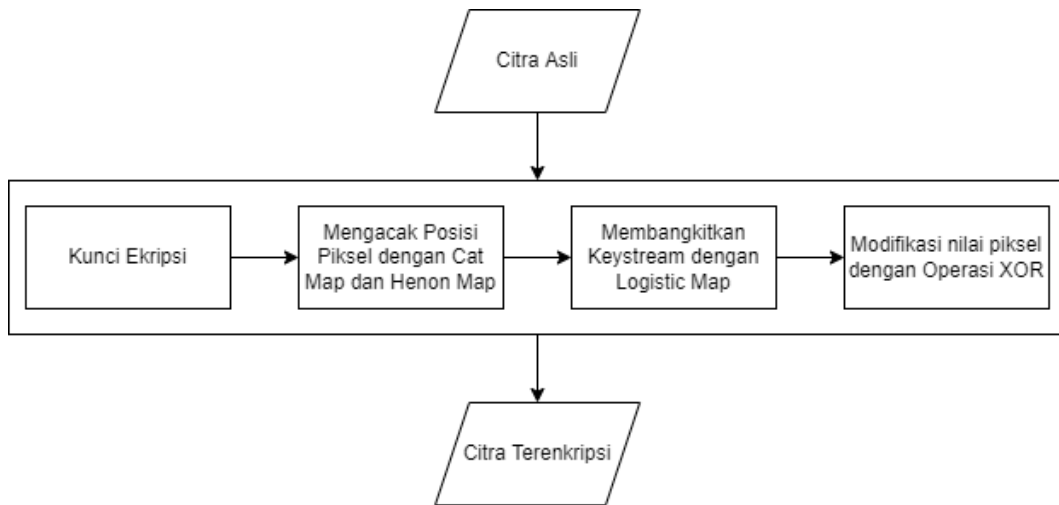 Citra Asli
Kunci Ekripsi
Mengacak Posisi
Piksel dengan Cat
Map dan Henon Map
Membangkitkan
Keystream dengan
Logistic Map
Modifikasi nilai piksel
dengan Operasi XOR
Citra Terenkripsi